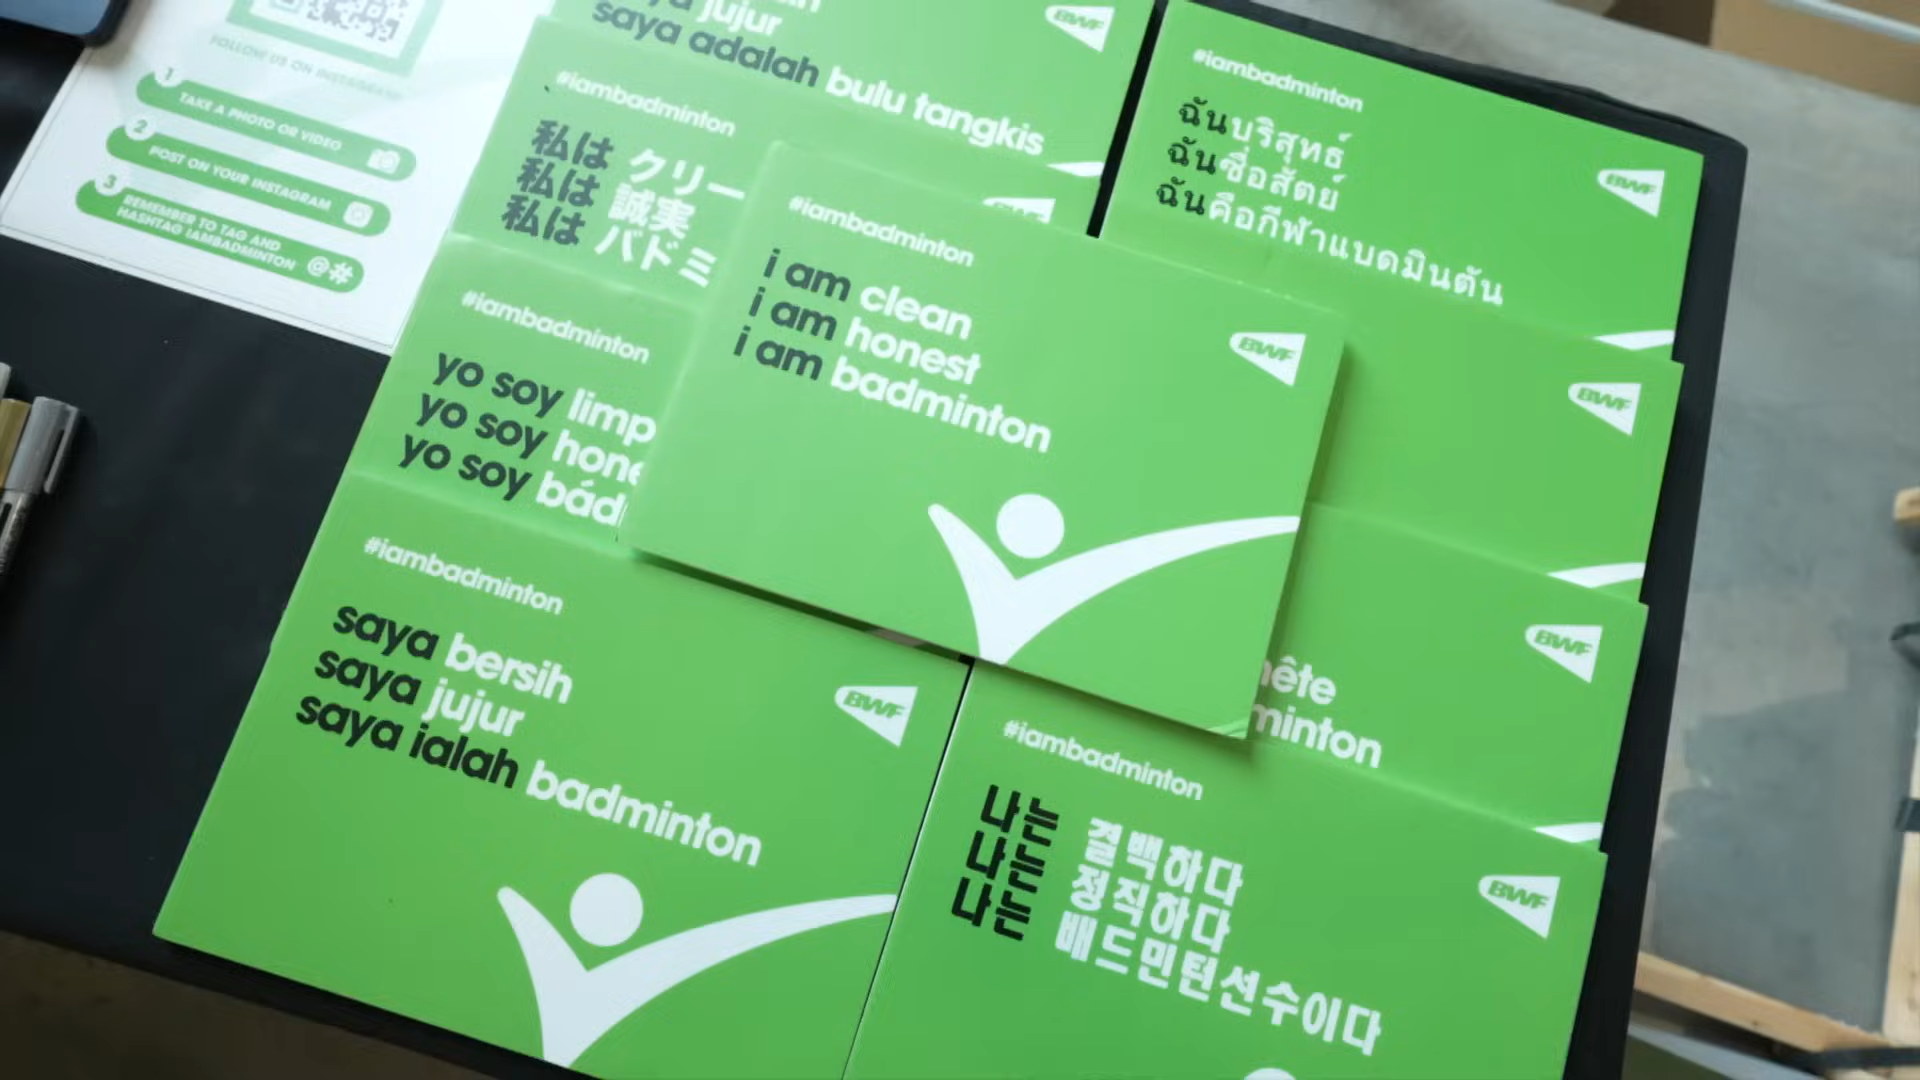 FOLLOW US ON INSTAGRAM
1
TAKE A PHOTO OR VIDEO
2
POST ON YOUR INSTAGRAM
3
REMEMBER TO TAG AND
HASHTAG IAMBADMINTON
@#
jujur
saya adalah bulu tangkis
BWF
#iambadminton
私は クリー
私は 誠実
私は バドミ
#iambadminton
ฉันบริสุทธ์
ฉันซื่อสัตย์
ฉันคือกีฬาแบดมินตัน
BWF
#iambadminton
i am clean
i am honest
i am badminton
BWF
#iambadminton
yo soy limp
yo soy hone
yo soy bád
BWF
nête
minton
BWF
#iambadminton
saya bersih
saya jujur
saya ialah badminton
BWF
#iambadminton
나는 결백하다
나는 정직하다
나는 배드민턴선수이다
BWF